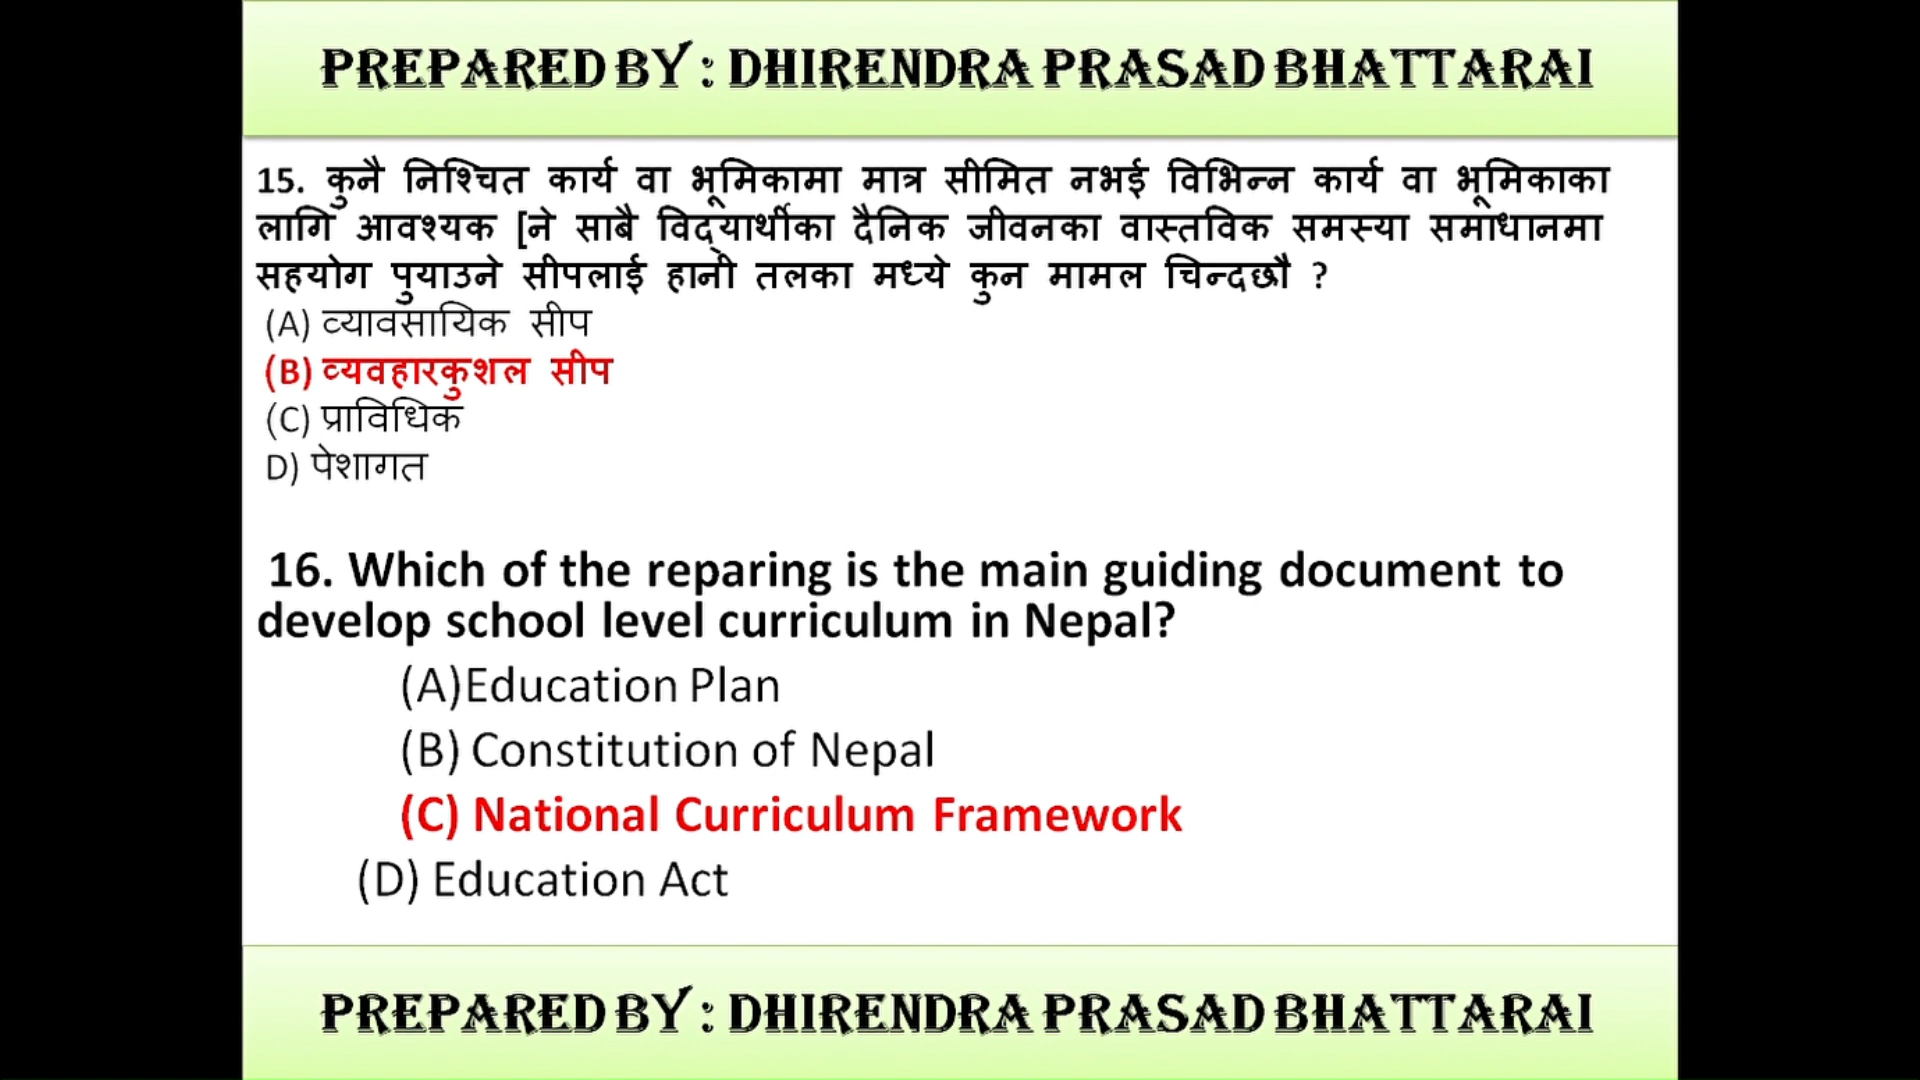 PREPARED BY : DHIRENDRA PRASAD BHATTARAI
15. कुनै निश्चित कार्य वा भूमिकामा मात्र सीमित नभई विभिन्न कार्य वा भूमिकाका
लागि आवश्यक [ने साबै विद्यार्थीका दैनिक जीवनका वास्तविक समस्या समाधानमा
सहयोग पुयाउने सीपलाई हानी तलका मध्ये कुन मामल चिन्दछौ ?
(A) व्यावसायिक सीप
(B) व्यवहारकुशल सीप
(C) प्राविधिक
D) पेशागत
16. Which of the reparing is the main guiding document to
develop school level curriculum in Nepal?
(A)Education Plan
(B) Constitution of Nepal
(C) National Curriculum Framework
(D) Education Act
PREPARED BY : DHIRENDRA PRASAD BHATTARAI